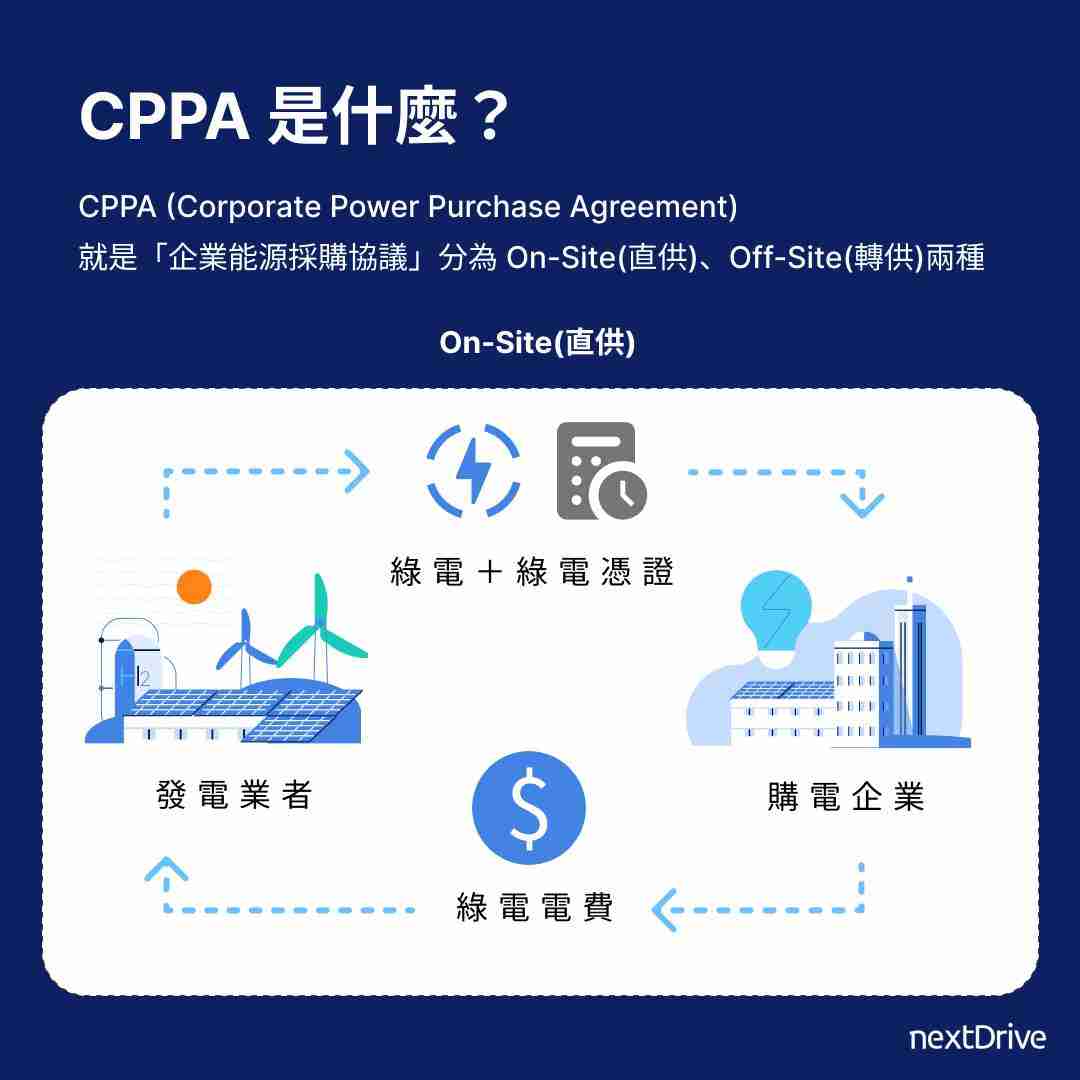 CPPA 是什麼？
CPPA (Corporate Power Purchase Agreement)
就是「企業能源採購協議」分為 On-Site(直供)、Off-Site(轉供)兩種
On-Site(直供)
綠電＋綠電憑證
H2
發電業者
購電企業
$
綠電電費
nextDrive